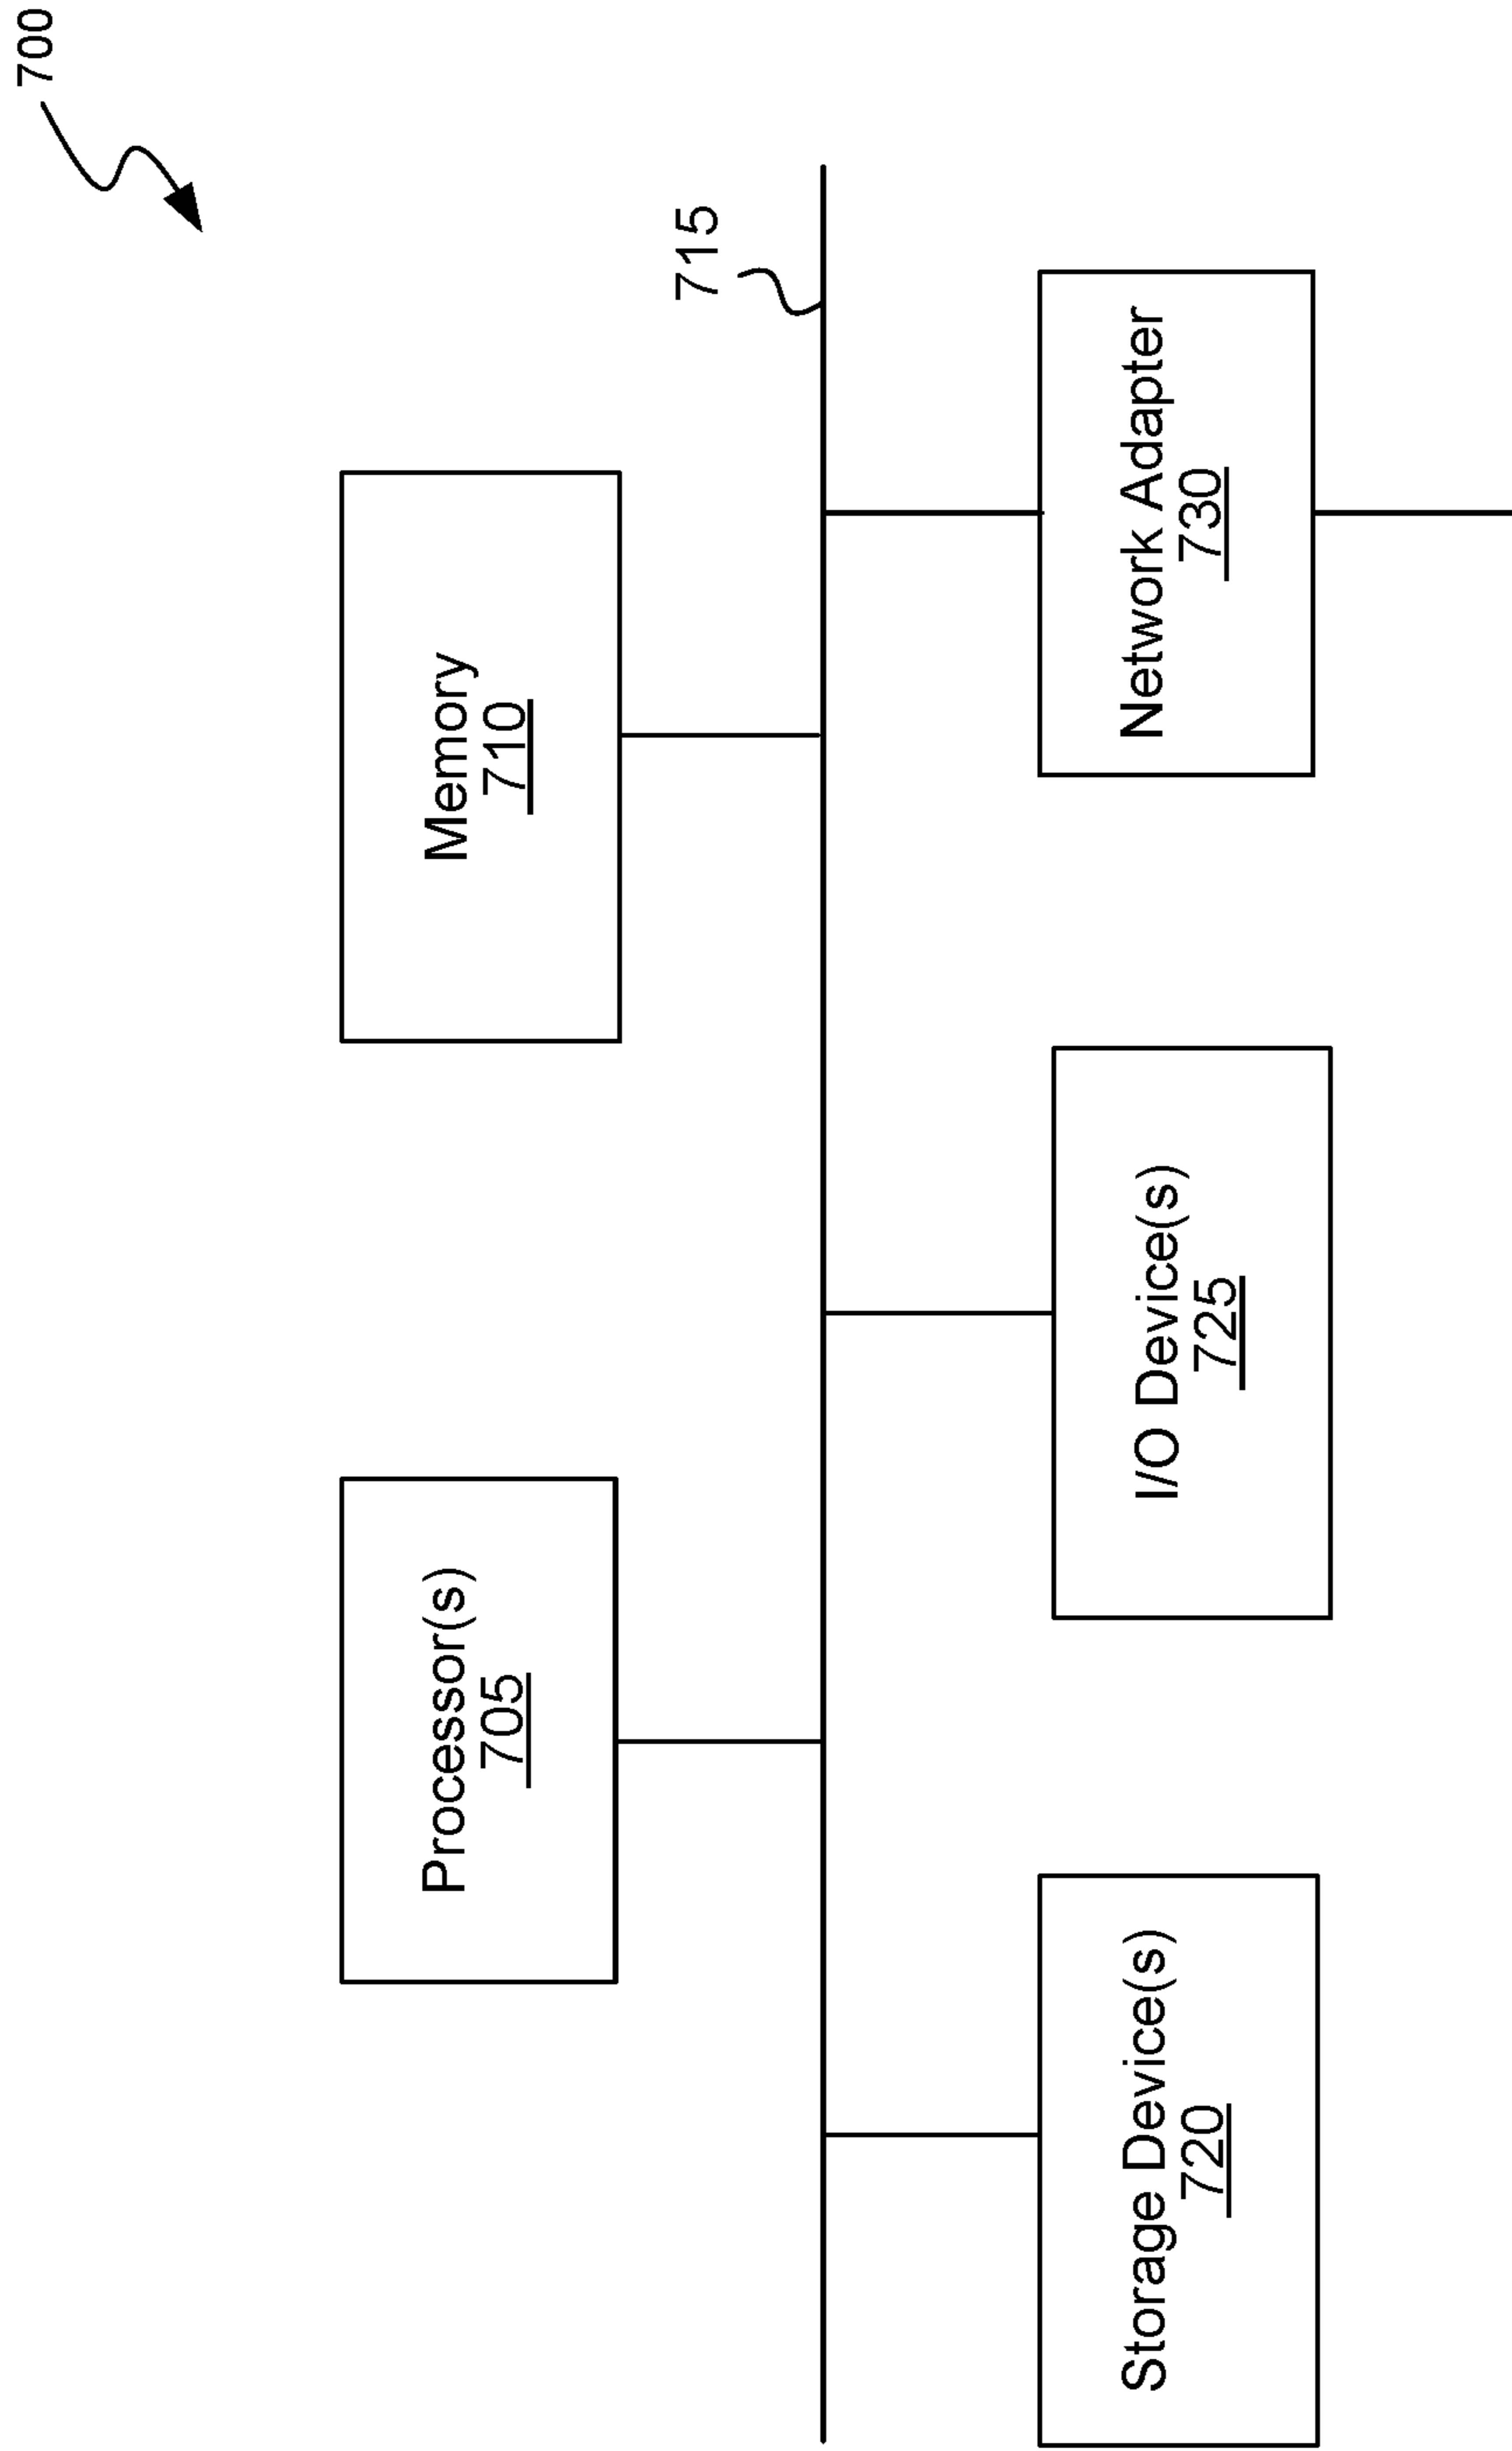 700
Processor(s)
705
Memory
710
715
Storage Device(s)
720
I/O Device(s)
725
Network Adapter
730